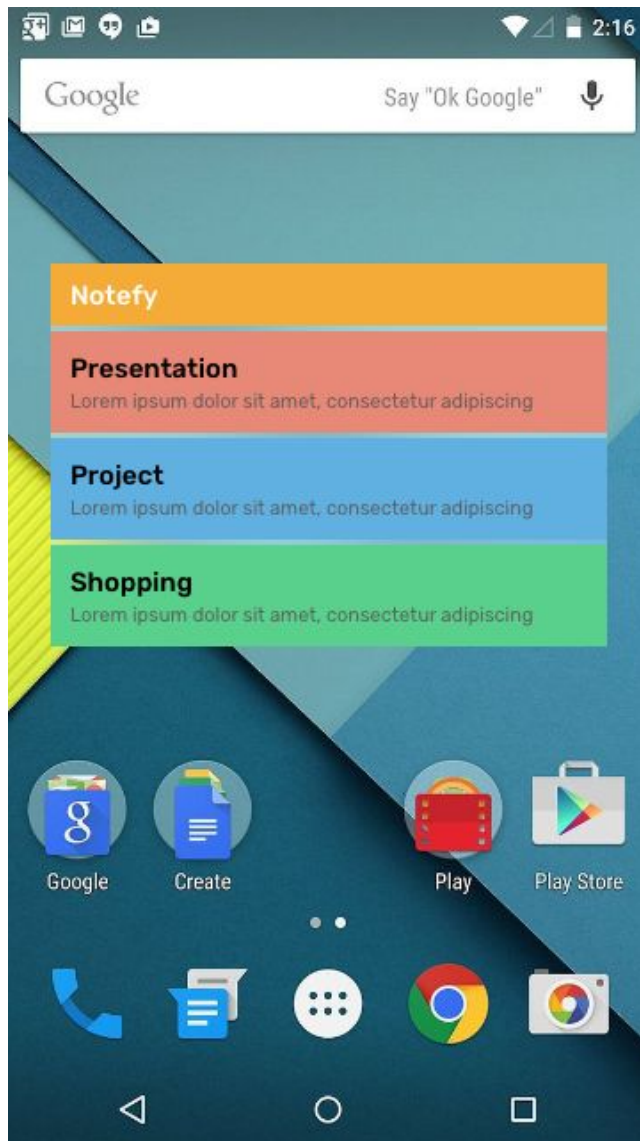 2:16
Google Say "Ok Google"
Notefy
Presentation
Lorem ipsum dolor sit amet, consectetur adipiscing
Project
Lorem ipsum dolor sit amet, consectetur adipiscing
Shopping
Lorem ipsum dolor sit amet, consectetur adipiscing
Google Create Play Play Store